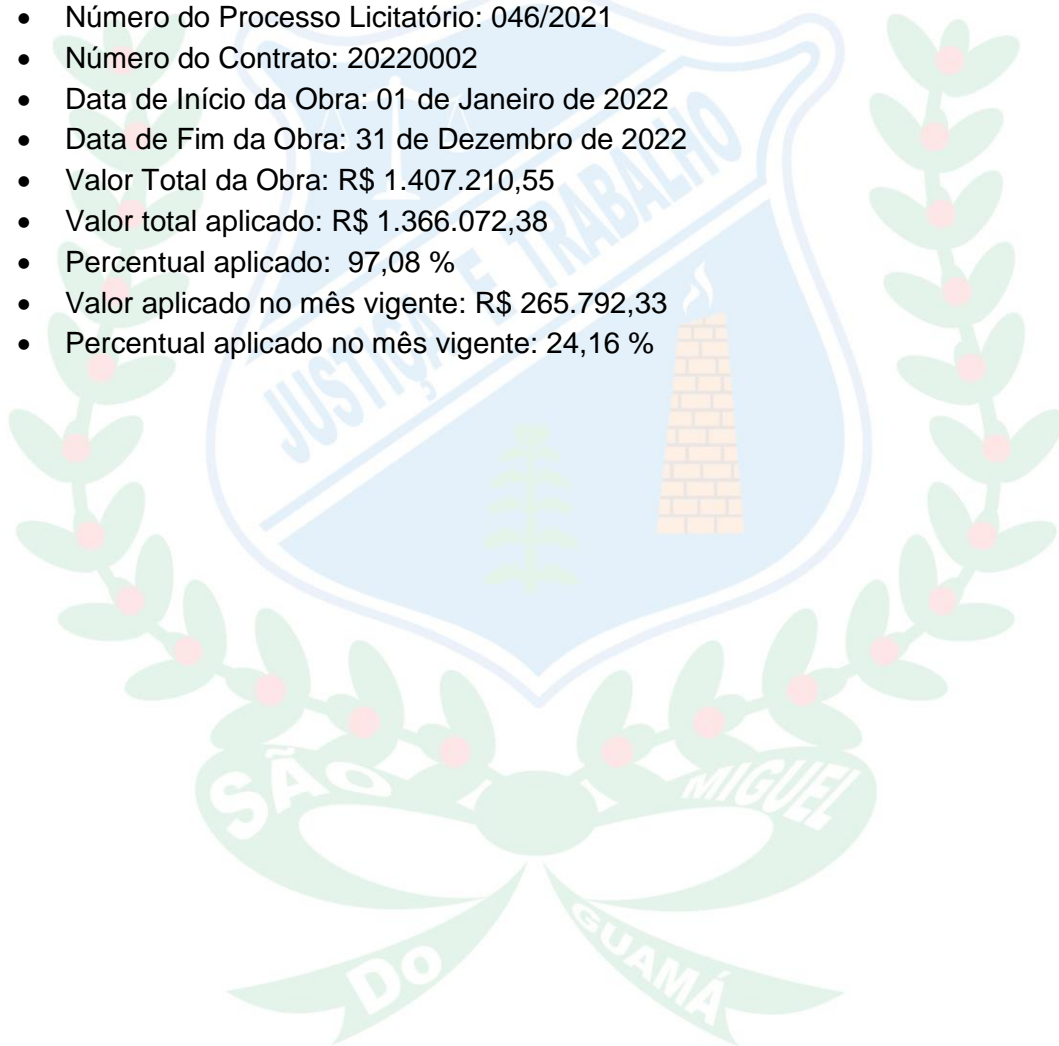 • Número do Processo Licitatório: 046/2021
• Número do Contrato: 20220002
• Data de Início da Obra: 01 de Janeiro de 2022
• Data de Fim da Obra: 31 de Dezembro de 2022
• Valor Total da Obra: R$ 1.407.210,55
• Valor total aplicado: R$ 1.366.072,38
• Percentual aplicado: 97,08 %
• Valor aplicado no mês vigente: R$ 265.792,33
• Percentual aplicado no mês vigente: 24,16 %
JUSTIÇA E TRABALHO
SÃO MIGUEL
DO GUAMÁ